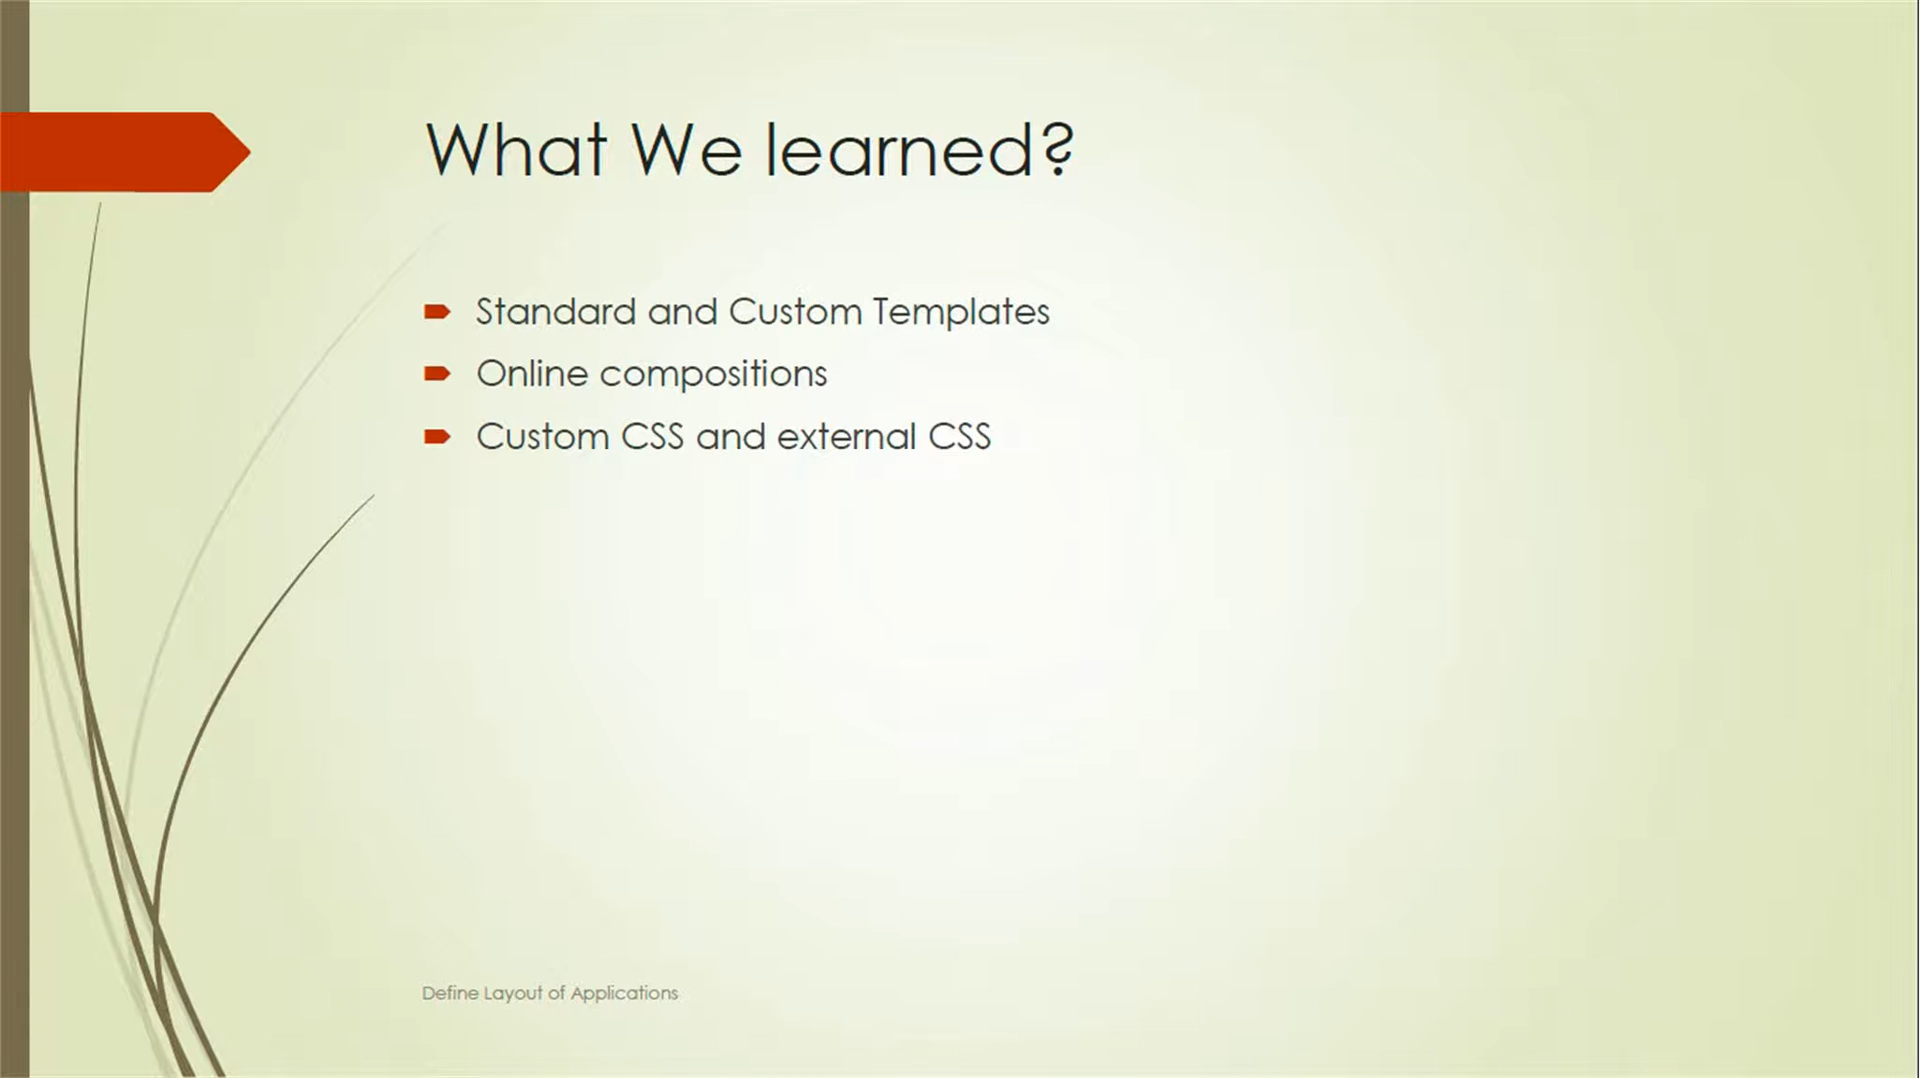 What We learned?
Standard and Custom Templates
Online compositions
Custom CSS and external CSS
Define Layout of Applications